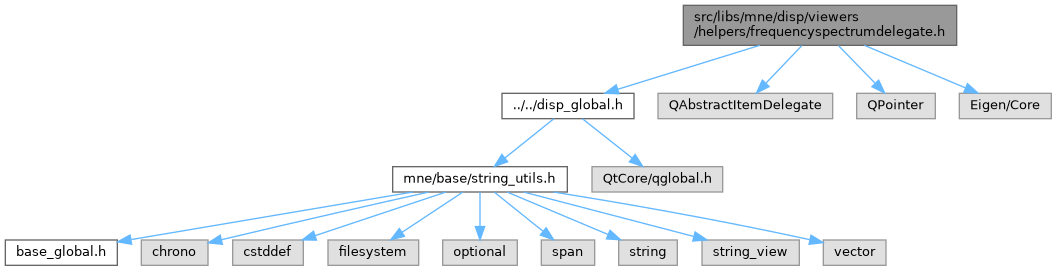 src/libs/mne/disp/viewers
/helpers/frequencyspectrumdelegate.h
../../disp_global.h
QAbstractItemDelegate
QPointer
Eigen/Core
mne/base/string_utils.h
QtCore/qglobal.h
base_global.h
chrono
cstddef
filesystem
optional
span
string
string_view
vector